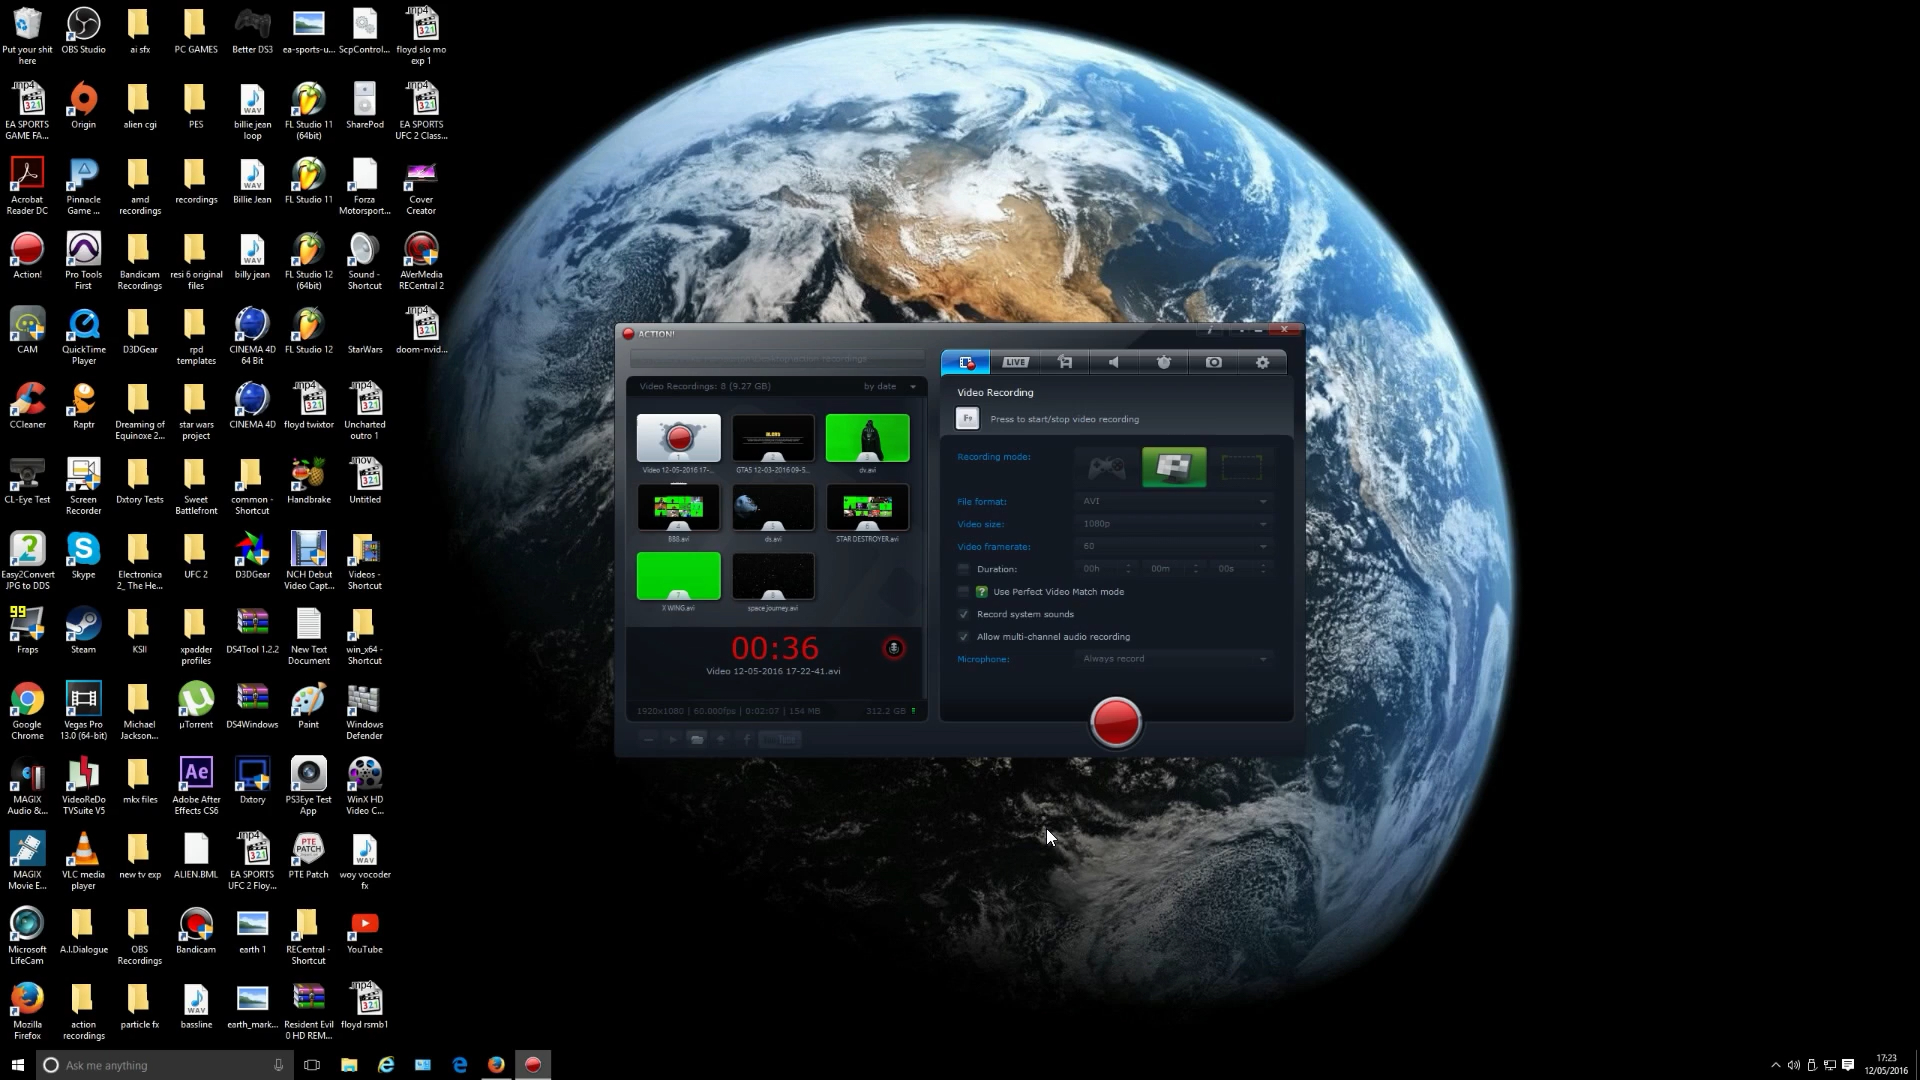 Put your shit here
OBS Studio
ai sfx
PC GAMES
Better DS3
ea-sports-u...
ScpControl...
floyd slo mo exp 1
EA SPORTS GAME FA...
Origin
alien cgi
PES
billie jean loop
FL Studio 11 (64bit)
SharePod
EA SPORTS UFC 2 Class...
Acrobat Reader DC
Pinnacle Game ...
amd recordings
recordings
Billie Jean
FL Studio 11
Forza Motorsport...
Cover Creator
Action!
Pro Tools First
Bandicam Recordings
resi 6 original files
billy jean
FL Studio 12 (64bit)
Sound - Shortcut
AVerMedia RECentral 2
CAM
QuickTime Player
D3DGear
rpd templates
CINEMA 4D 64 Bit
FL Studio 12
StarWars
doom-nvid...
CCleaner
Raptr
Dreaming of Equinoxe 2...
star wars project
CINEMA 4D
floyd twixtor
Uncharted outro 1
CL-Eye Test
Screen Recorder
Dxtory Tests
Sweet Battlefront
common - Shortcut
Handbrake
Untitled
Easy2Convert JPG to DDS
Skype
Electronica 2_ The He...
UFC 2
D3DGear
NCH Debut Video Capt...
Videos - Shortcut
99
Fraps
Steam
KSII
xpadder profiles
DS4Tool 1.2.2
New Text Document
win_x64 - Shortcut
Google Chrome
Vegas Pro 13.0 (64-bit)
Michael Jackson...
µTorrent
DS4Windows
Paint
Windows Defender
MAGIX Audio &...
VideoReDo TVSuite V5
mkx files
Adobe After Effects CS6
Dxtory
PS3Eye Test App
WinX HD Video C...
MAGIX Movie E...
VLC media player
new tv exp
ALIEN.BML
EA SPORTS UFC 2 Floy...
PTE Patch
woy vocoder fx
Microsoft LifeCam
A.I.Dialogue
OBS Recordings
Bandicam
earth 1
RECentral - Shortcut
YouTube
Mozilla Firefox
action recordings
particle fx
bassline
earth_mark...
Resident Evil 0 HD REM...
floyd rsmb1
ACTION!
Video Recordings: 8 (9.27 GB)
by date
Video 12-05-2016 17-...
GTA5 12-03-2016 09-5...
dv.avi
888.avi
ds.avi
STAR DESTROYER.avi
X WING.avi
space journey.avi
00:36
Video 12-05-2016 17-22-41.avi
1920x1080 | 60.000fps | 0:02:07 | 154 MB
312.2 GB
LIVE
Video Recording
F9
Press to start/stop video recording
Recording mode:
File format: AVI
Video size: 1080p
Video framerate: 60
Duration: 00h 00m 00s
? Use Perfect Video Match mode
Record system sounds
Allow multi-channel audio recording
Microphone: Always record
Ask me anything
17:23
12/05/2016